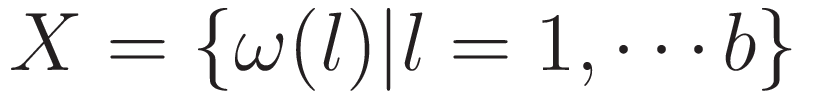 X = {ω(l)|l = 1, · · · b}